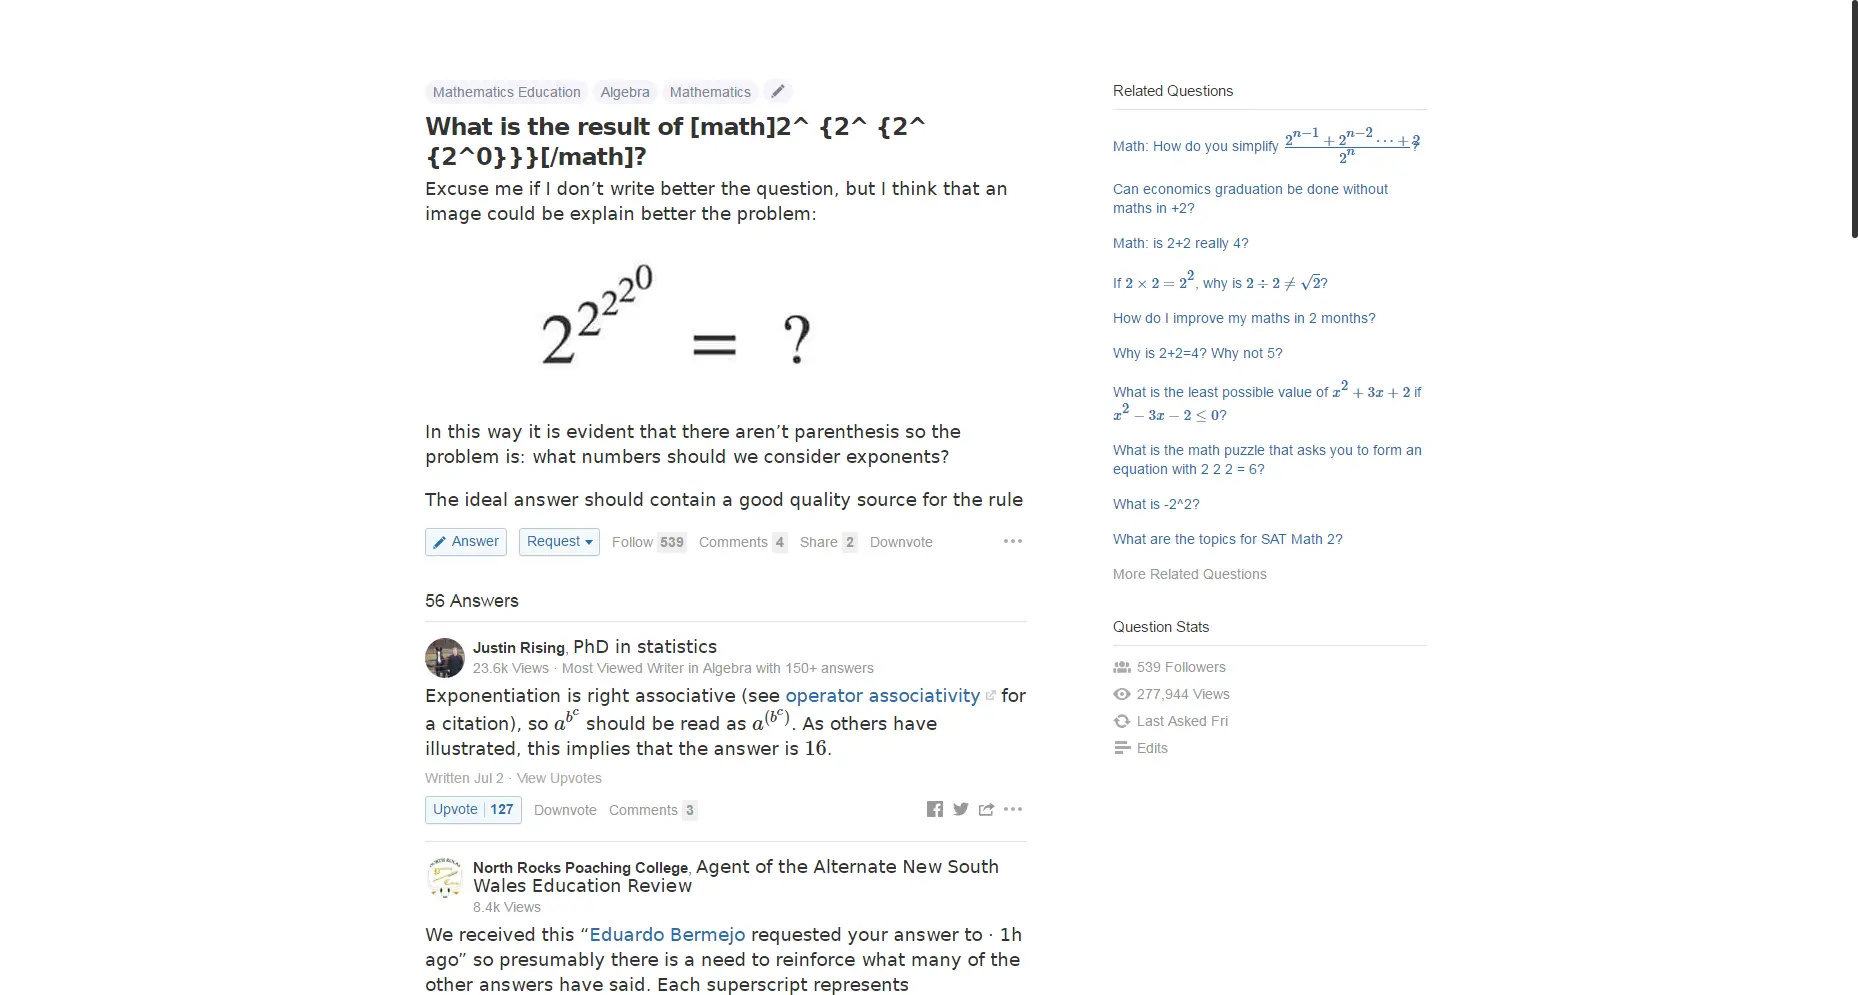 Mathematics Education Algebra Mathematics
What is the result of [math]2^ {2^ {2^
{2^0}}}[/math]?
Excuse me if I don’t write better the question, but I think that an
image could be explain better the problem:
2^{2^{2^{2^0}}} = ?
In this way it is evident that there aren’t parenthesis so the
problem is: what numbers should we consider exponents?
The ideal answer should contain a good quality source for the rule
Answer Request Follow 539 Comments 4 Share 2 Downvote
56 Answers
Justin Rising, PhD in statistics
23.6k Views · Most Viewed Writer in Algebra with 150+ answers
Exponentiation is right associative (see operator associativity for
a citation), so a^{b^c} should be read as a^{(b^c)}. As others have
illustrated, this implies that the answer is 16.
Written Jul 2 · View Upvotes
Upvote 127 Downvote Comments 3
North Rocks Poaching College, Agent of the Alternate New South
Wales Education Review
8.4k Views
We received this “Eduardo Bermejo requested your answer to · 1h
ago” so presumably there is a need to reinforce what many of the
other answers have said. Each superscript represents
Related Questions
Math: How do you simplify \frac{2^{n-1} + 2^{n-2} \cdots + 2}{2^n}?
Can economics graduation be done without
maths in +2?
Math: is 2+2 really 4?
If 2 × 2 = 2^2, why is 2 ÷ 2 ≠ √2?
How do I improve my maths in 2 months?
Why is 2+2=4? Why not 5?
What is the least possible value of x^2 + 3x + 2 if
x^2 − 3x − 2 ≤ 0?
What is the math puzzle that asks you to form an
equation with 2 2 2 = 6?
What is -2^2?
What are the topics for SAT Math 2?
More Related Questions
Question Stats
539 Followers
277,944 Views
Last Asked Fri
Edits